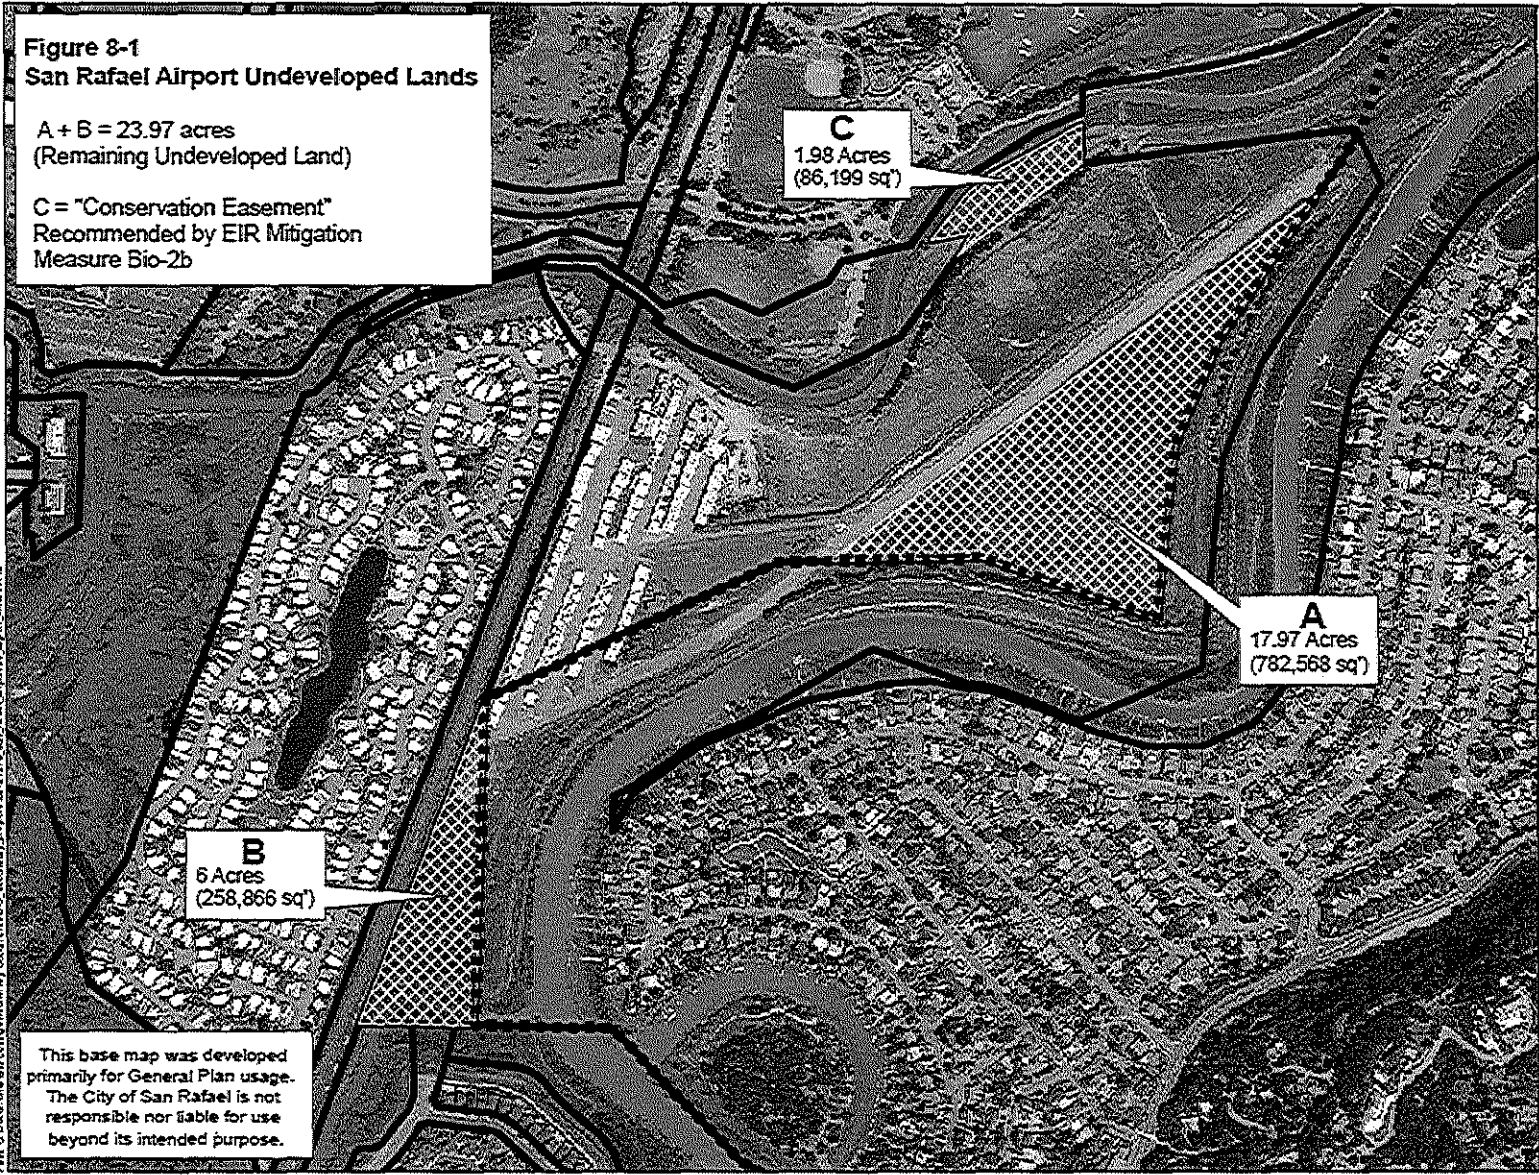 Figure 8-1
San Rafael Airport Undeveloped Lands
A + B = 23.97 acres
(Remaining Undeveloped Land)
C = "Conservation Easement"
Recommended by EIR Mitigation
Measure Bio-2b
C
1.98 Acres
(86,199 sq')
A
17.97 Acres
(782,568 sq')
B
6 Acres
(258,866 sq')
This base map was developed
primarily for General Plan usage.
The City of San Rafael is not
responsible nor liable for use
beyond its intended purpose.